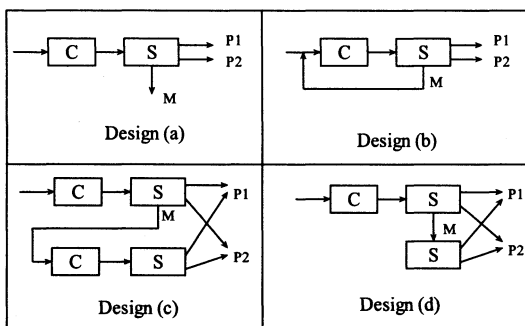 C S P1
P2
M
Design (a)
C S P1
P2
M
Design (b)
C S P1
M
C S P2
Design (c)
C S P1
M
S P2
Design (d)